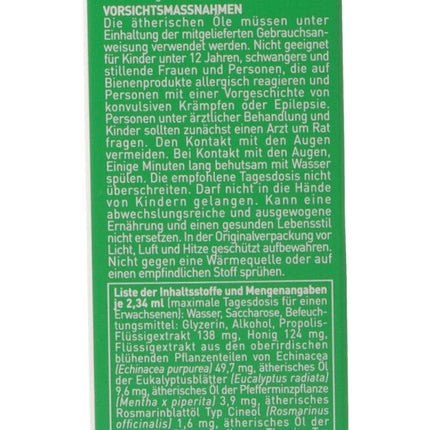 VORSICHTSMASSNAHMEN
Die ätherischen Öle müssen unter
Einhaltung der mitgelieferten Gebrauchsan-
weisung verwendet werden. Nicht geeignet
für Kinder unter 12 Jahren, schwangere und
stillende Frauen und Personen, die auf
Bienenprodukte allergisch reagieren und
Personen mit einer Vorgeschichte von
konvulsiven Krämpfen oder Epilepsie.
Personen unter ärztlicher Behandlung und
Kinder sollten zunächst einen Arzt um Rat
fragen. Den Kontakt mit den Augen
vermeiden. Bei Kontakt mit den Augen,
Einige Minuten lang behutsam mit Wasser
spülen. Die empfohlene Tagesdosis nicht
überschreiten. Darf nicht in die Hände
von Kindern gelangen. Kann eine
abwechslungsreiche und ausgewogene
Ernährung und einen gesunden Lebensstil
nicht ersetzen. In der Originalverpackung vor
Licht, Luft und Hitze geschützt aufbewahren.
Nicht gegen eine Wärmequelle oder auf
einen empfindlichen Stoff sprühen.
Liste der Inhaltsstoffe und Mengenangaben
je 2,34 ml (maximale Tagesdosis für einen
Erwachsenen): Wasser, Saccharose, Befeuch-
tungsmittel: Glyzerin, Alkohol, Propolis-
Flüssigextrakt 138 mg, Honig 124 mg,
Flüssigextrakt aus den oberirdischen
blühenden Pflanzenteilen von Echinacea
(Echinacea purpurea) 49,7 mg, ätherisches Öl
der Eukalyptusblätter (Eucalyptus radiata)
9,6 mg, ätherisches Öl der Pfefferminzpflanze
(Mentha x piperita) 3,9 mg, ätherisches
Rosmarinblattöl Typ Cineol (Rosmarinus
officinalis) 1,6 mg, ätherisches Öl der